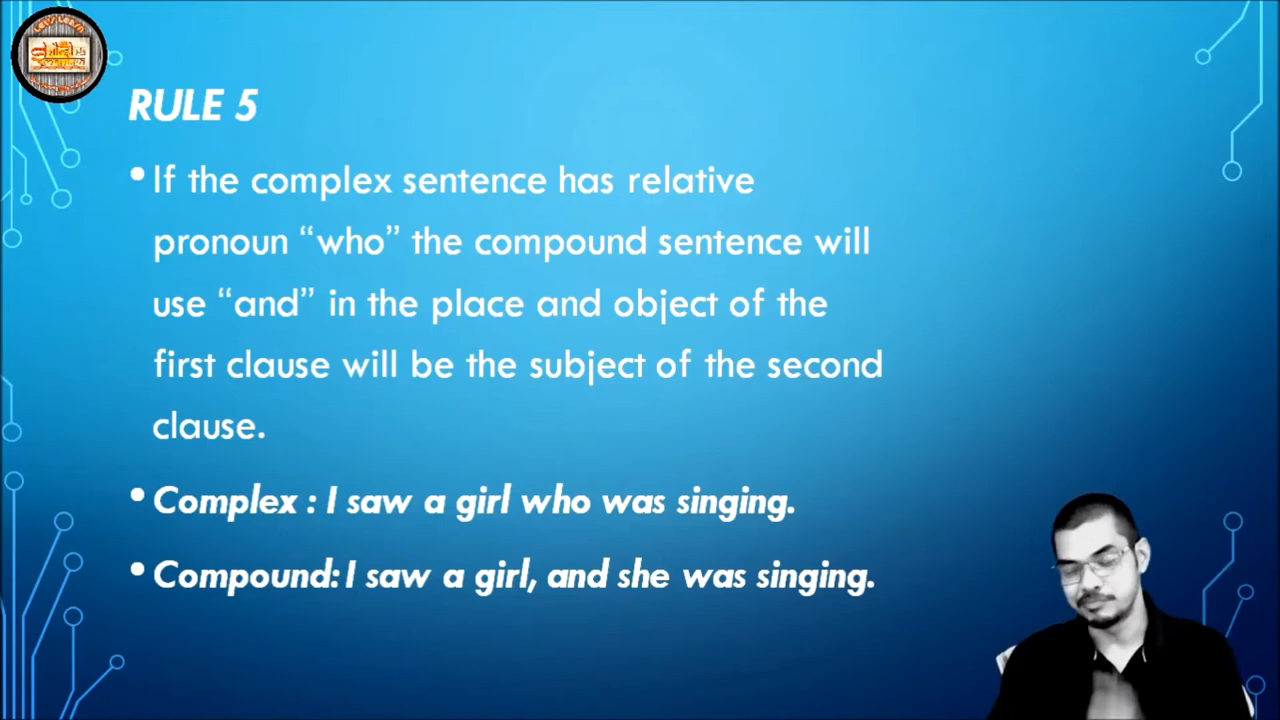 RULE 5
• If the complex sentence has relative
pronoun “who” the compound sentence will
use “and” in the place and object of the
first clause will be the subject of the second
clause.
• Complex : I saw a girl who was singing.
• Compound: I saw a girl, and she was singing.